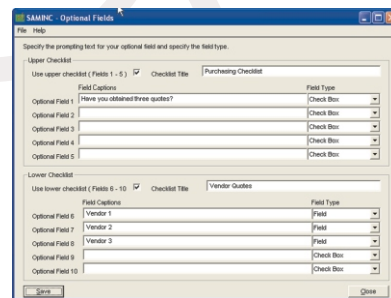 SAMINC - Optional Fields
File Help
Specify the prompting text for your optional field and specify the field type.
Upper Checklist
Use upper checklist ( Fields 1 - 5 ) Checklist Title Purchasing Checklist
Field Captions Field Type
Optional Field 1 Have you obtained three quotes? Check Box
Optional Field 2 Check Box
Optional Field 3 Check Box
Optional Field 4 Check Box
Optional Field 5 Check Box
Lower Checklist
Use lower checklist ( Fields 6 - 10 Checklist Title Vendor Quotes
Field Captions Field Type
Optional Field 6 Vendor 1 Field
Optional Field 7 Vendor 2 Field
Optional Field 8 Vendor 3 Field
Optional Field 9 Check Box
Optional Field 10 Check Box
Save Close